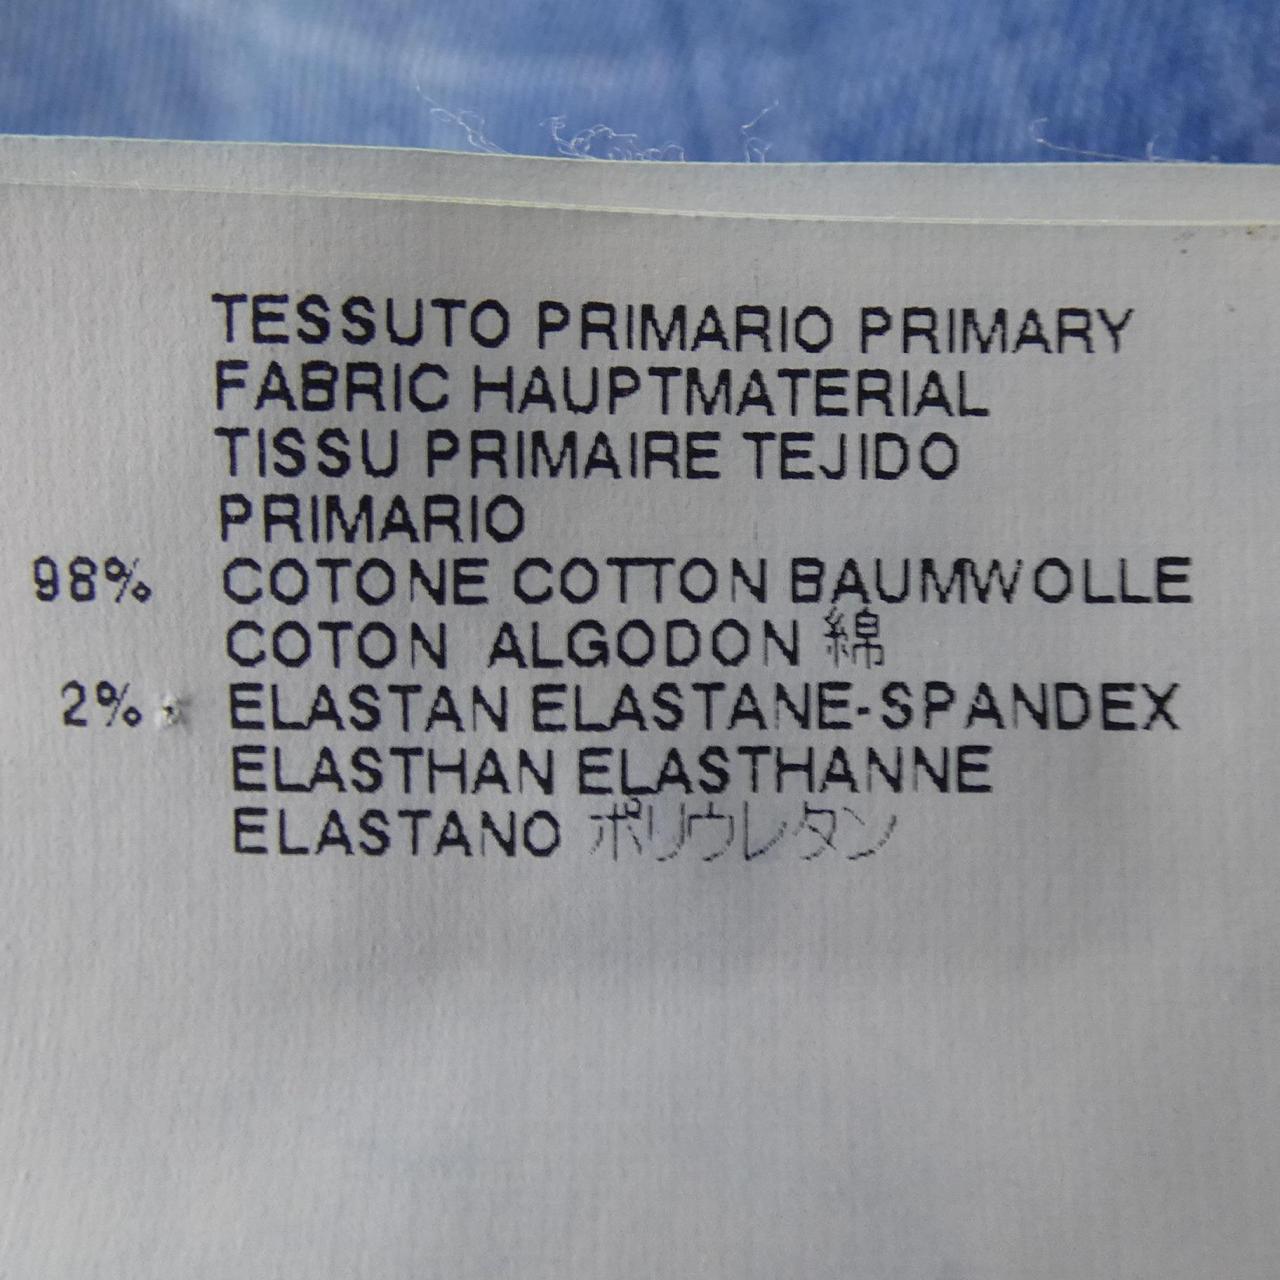 TESSUTO PRIMARIO PRIMARY
FABRIC HAUPTMATERIAL
TISSU PRIMAIRE TEJIDO
PRIMARIO
98% COTONE COTTON BAUMWOLLE
COTON ALGODON 綿
2% ELASTAN ELASTANE-SPANDEX
ELASTHAN ELASTHANNE
ELASTANO ポリウレタン